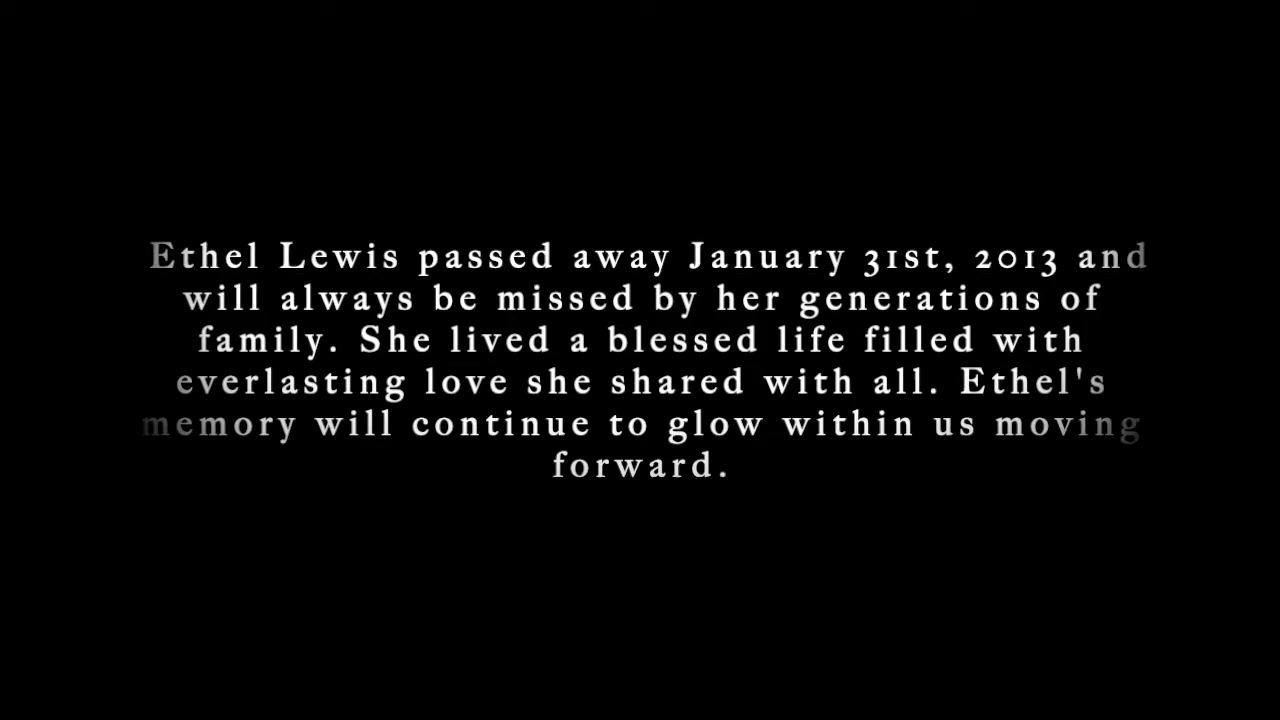 Ethel Lewis passed away January 31st, 2013 and
will always be missed by her generations of
family. She lived a blessed life filled with
everlasting love she shared with all. Ethel's
memory will continue to glow within us moving
forward.